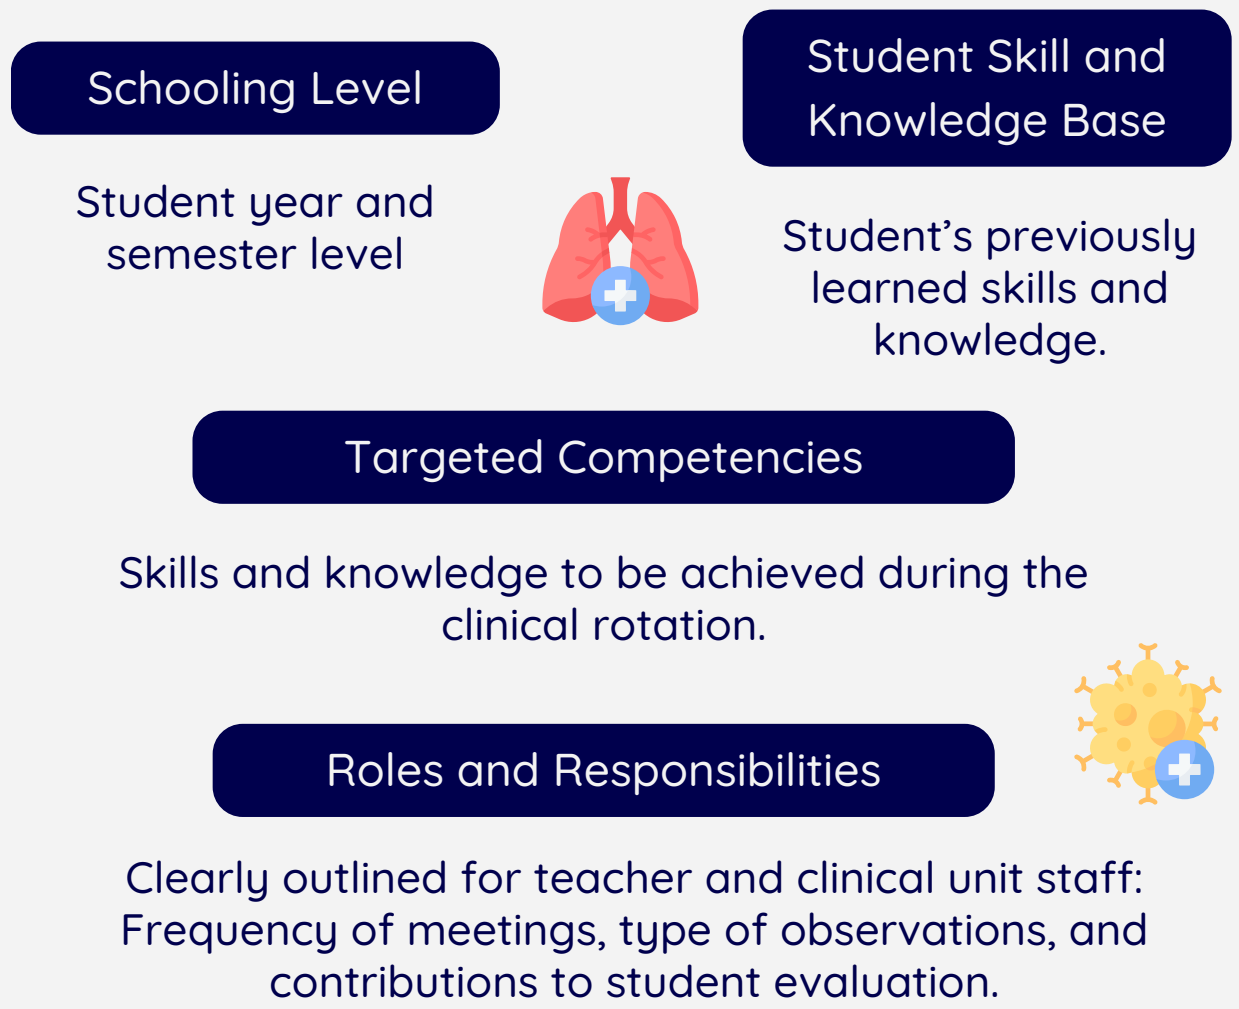 Schooling Level
Student year and
semester level
Student Skill and
Knowledge Base
Student’s previously
learned skills and
knowledge.
Targeted Competencies
Skills and knowledge to be achieved during the
clinical rotation.
Roles and Responsibilities
Clearly outlined for teacher and clinical unit staff:
Frequency of meetings, type of observations, and
contributions to student evaluation.